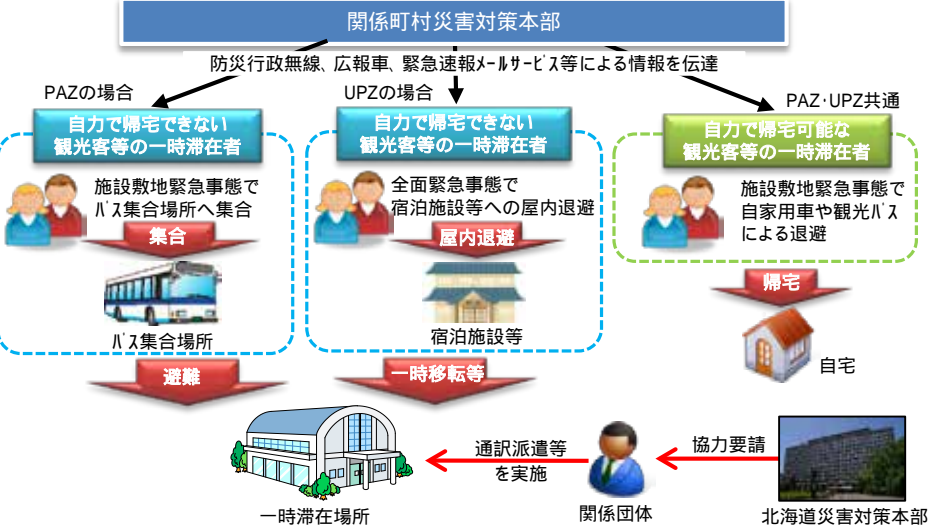 関係町村災害対策本部
防災行政無線、広報車、緊急速報ﾒｰﾙｻｰﾋﾞｽ等による情報を伝達
PAZの場合
自力で帰宅できない
観光客等の一時滞在者
施設敷地緊急事態で
ﾊﾞｽ集合場所へ集合
集合
ﾊﾞｽ集合場所
避難
UPZの場合
自力で帰宅できない
観光客等の一時滞在者
全面緊急事態で
宿泊施設等への屋内退避
屋内退避
宿泊施設等
一時移転等
PAZ･UPZ共通
自力で帰宅可能な
観光客等の一時滞在者
施設敷地緊急事態で
自家用車や観光ﾊﾞｽ
による退避
帰宅
自宅
一時滞在場所
通訳派遣等
を実施
関係団体
協力要請
北海道災害対策本部